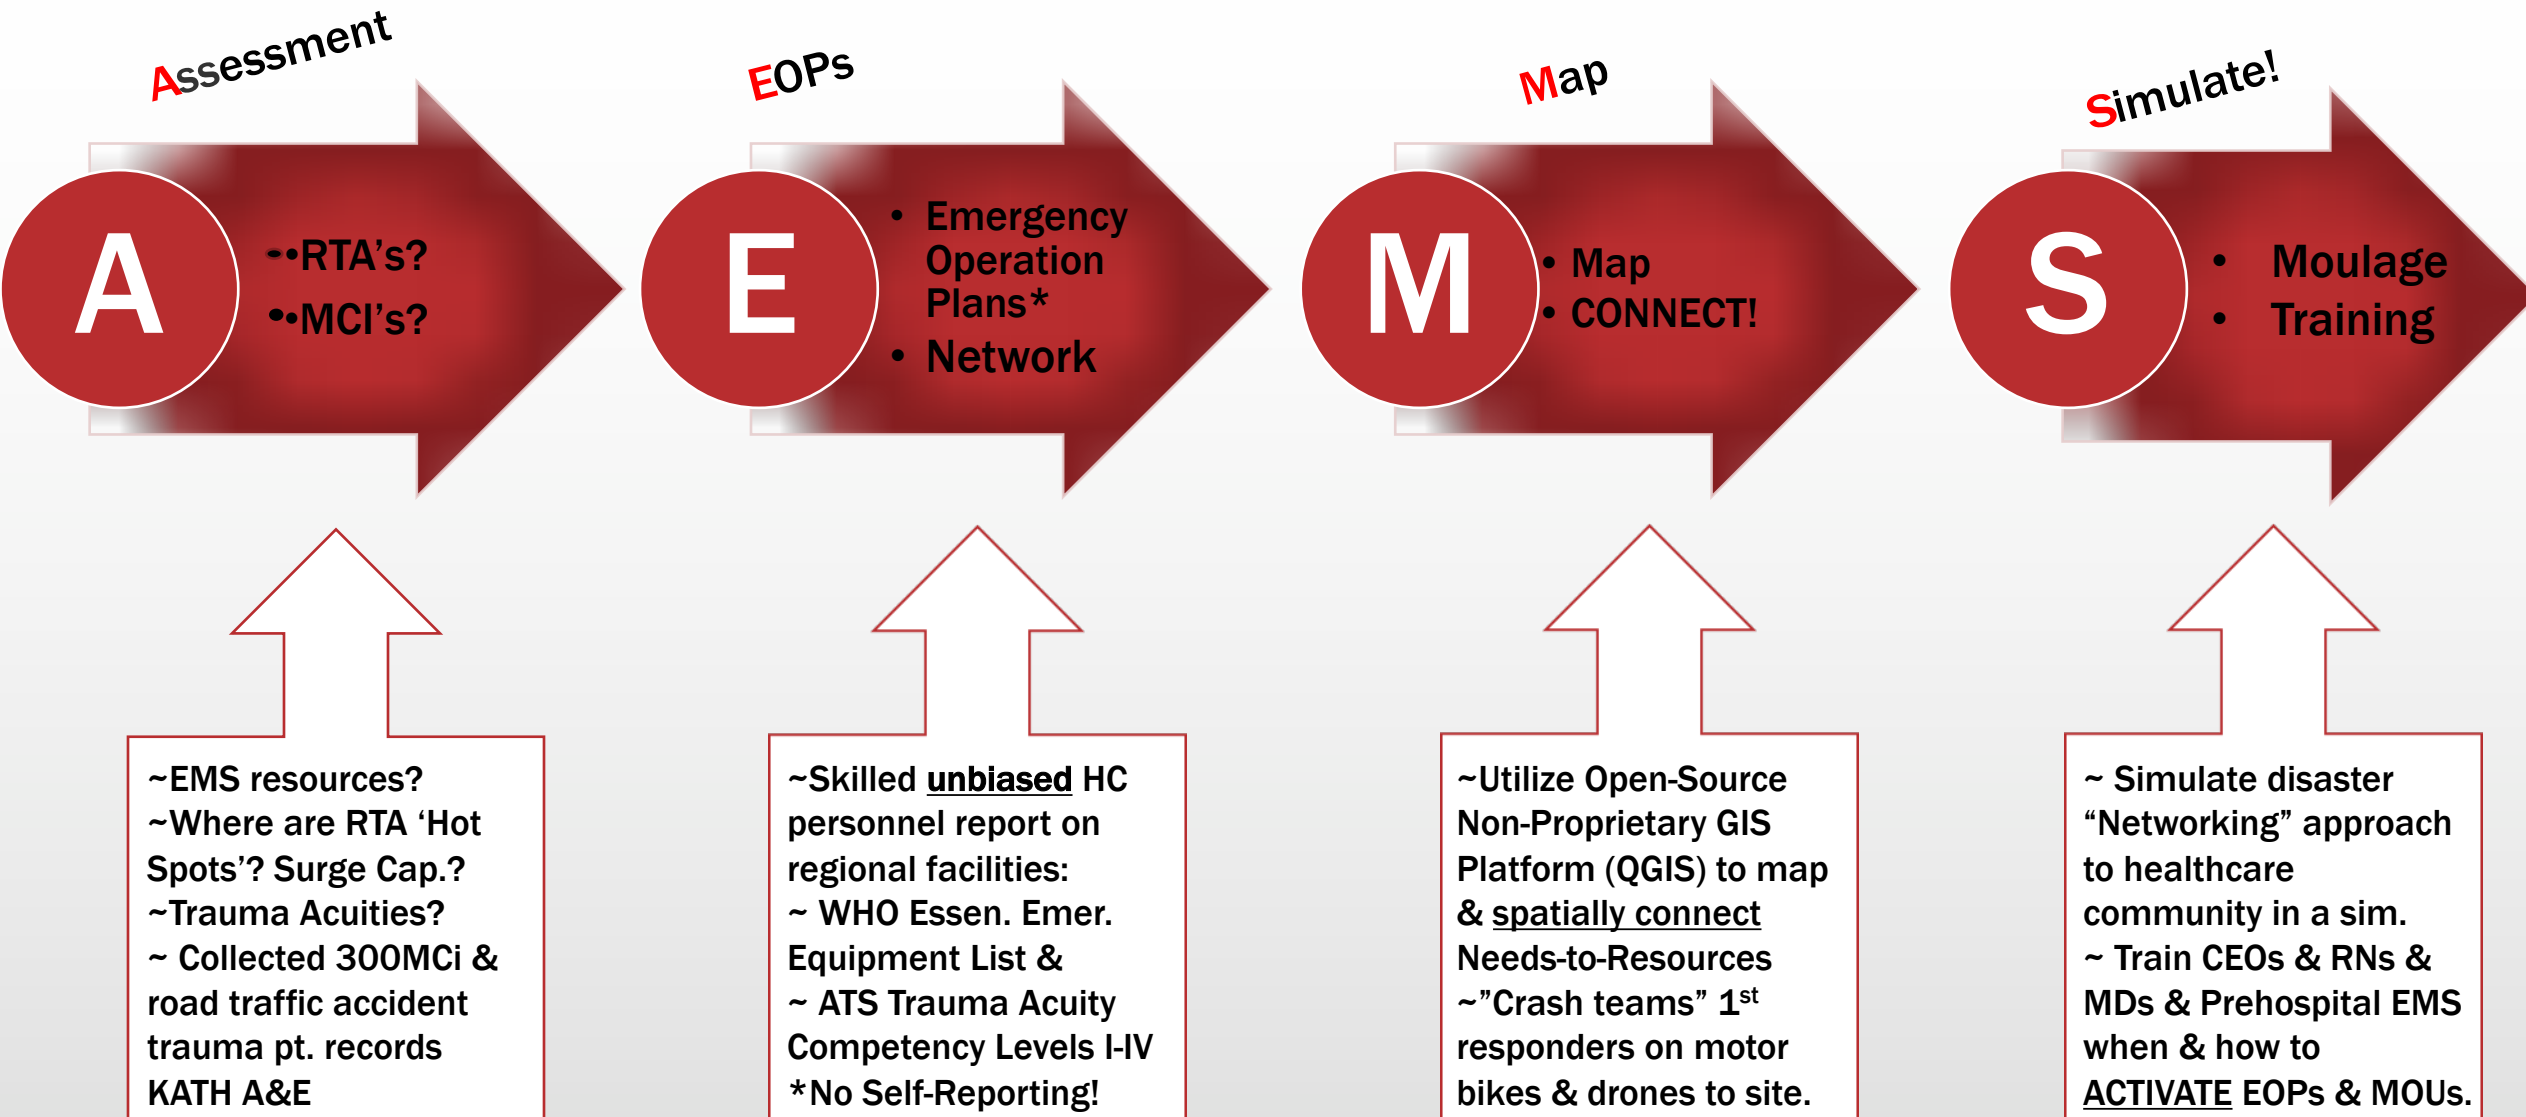 Assessment
A
•RTA's?
•MCI's?
~EMS resources?
~Where are RTA ‘Hot
Spots’? Surge Cap.?
~Trauma Acuities?
~ Collected 300MCi &
road traffic accident
trauma pt. records
KATH A&E
EOPs
E
• Emergency
Operation
Plans*
• Network
~Skilled unbiased HC
personnel report on
regional facilities:
~ WHO Essen. Emer.
Equipment List &
~ ATS Trauma Acuity
Competency Levels I-IV
*No Self-Reporting!
Map
M
• Map
• CONNECT!
~Utilize Open-Source
Non-Proprietary GIS
Platform (QGIS) to map
& spatially connect
Needs-to-Resources
~”Crash teams” 1st
responders on motor
bikes & drones to site.
Simulate!
S
• Moulage
• Training
~ Simulate disaster
“Networking” approach
to healthcare
community in a sim.
~ Train CEOs & RNs &
MDs & Prehospital EMS
when & how to
ACTIVATE EOPs & MOUs.